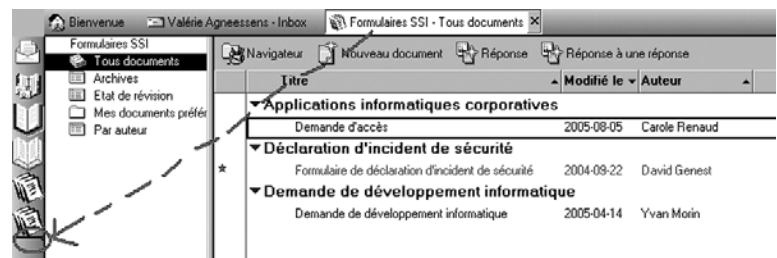 Bienvenue Valérie Agneessens - Inbox Formulaires SSI - Tous documents
Formulaires SSI
Tous documents
Archives
Etat de révision
Mes documents préfér
Par auteur
Navigateur Nouveau document Réponse Réponse à une réponse
Titre Modifié le Auteur
Applications informatiques corporatives
Demande d'accès 2005-08-05 Carole Renaud
Déclaration d'incident de sécurité
Formulaire de déclaration d'incident de sécurité 2004-09-22 David Genest
Demande de développement informatique
Demande de développement informatique 2005-04-14 Yvan Morin